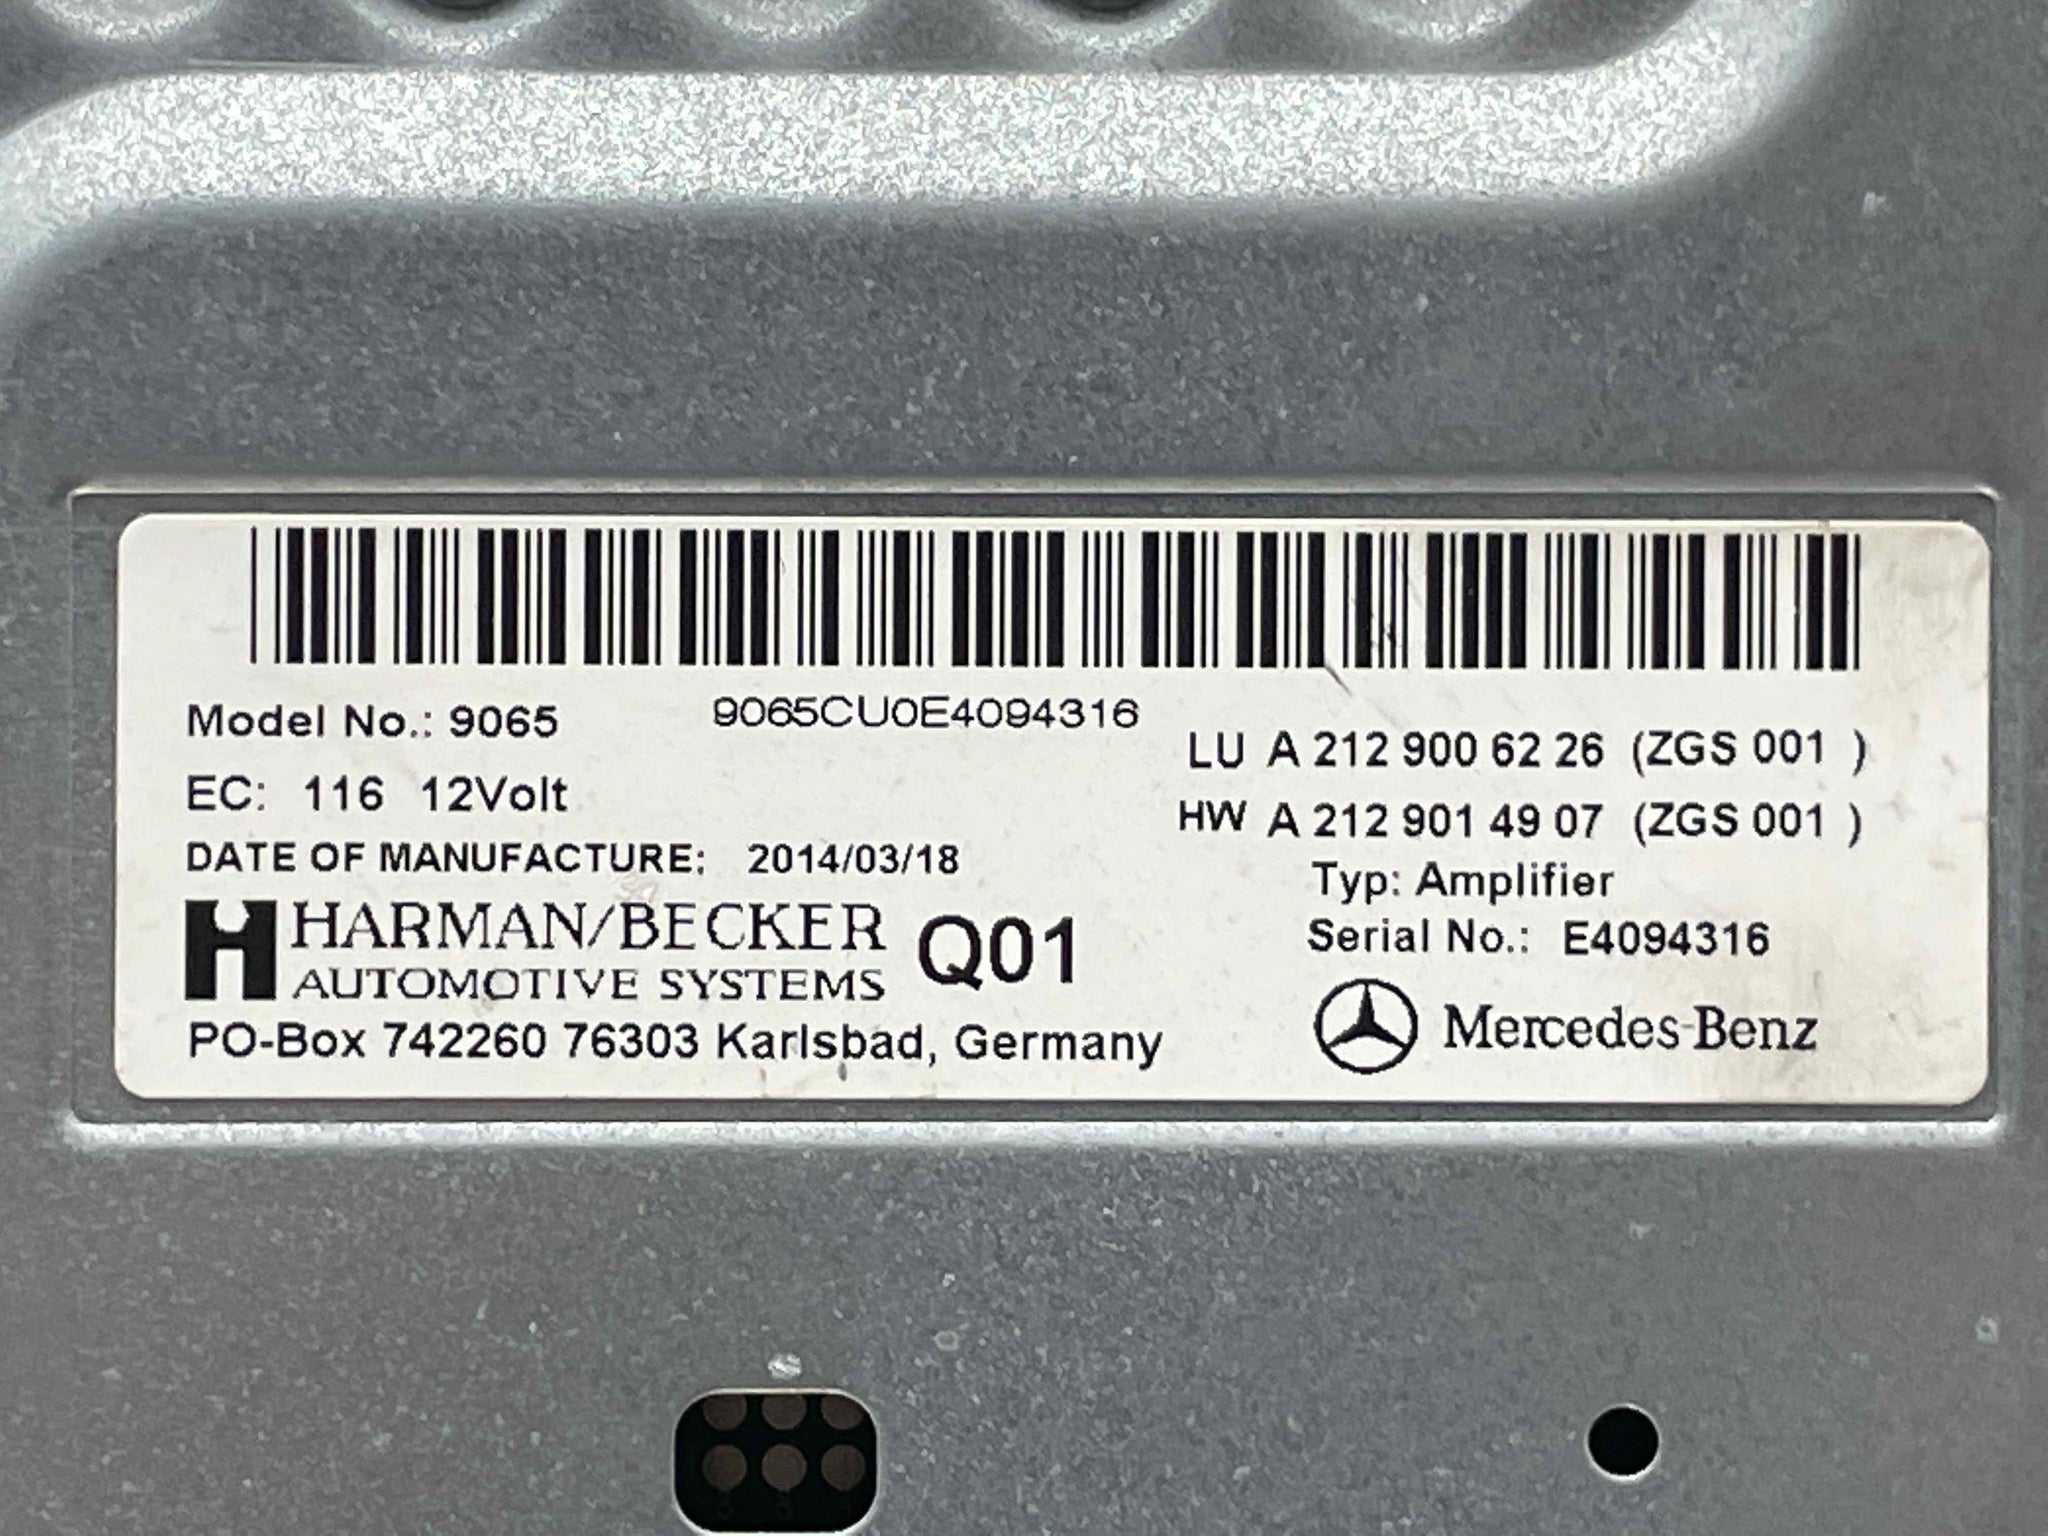 9065CU0E4094316
Model No.: 9065
EC: 116 12Volt
DATE OF MANUFACTURE: 2014/03/18
HARMAN/BECKER
AUTOMOTIVE SYSTEMS
Q01
PO-Box 742260 76303 Karlsbad, Germany
LU A 212 900 62 26 (ZGS 001 )
HW A 212 901 49 07 (ZGS 001 )
Typ: Amplifier
Serial No.: E4094316
Mercedes-Benz